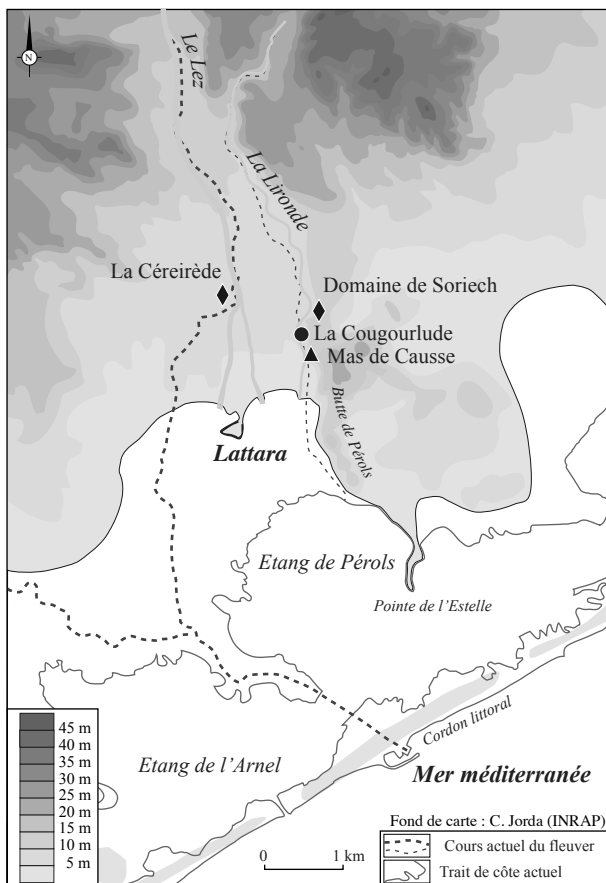 N
Le Lez
La Lironde
La Céreirède
Domaine de Soriech
La Cougourlude
Mas de Causse
Butte de Pérols
Lattara
Etang de Pérols
Pointe de l'Estelle
Cordon littoral
Etang de l'Arnel
Mer méditerranée
45 m
40 m
35 m
30 m
25 m
20 m
15 m
10 m
5 m
0 1 km
Fond de carte : C. Jorda (INRAP)
Cours actuel du fleuver
Trait de côte actuel